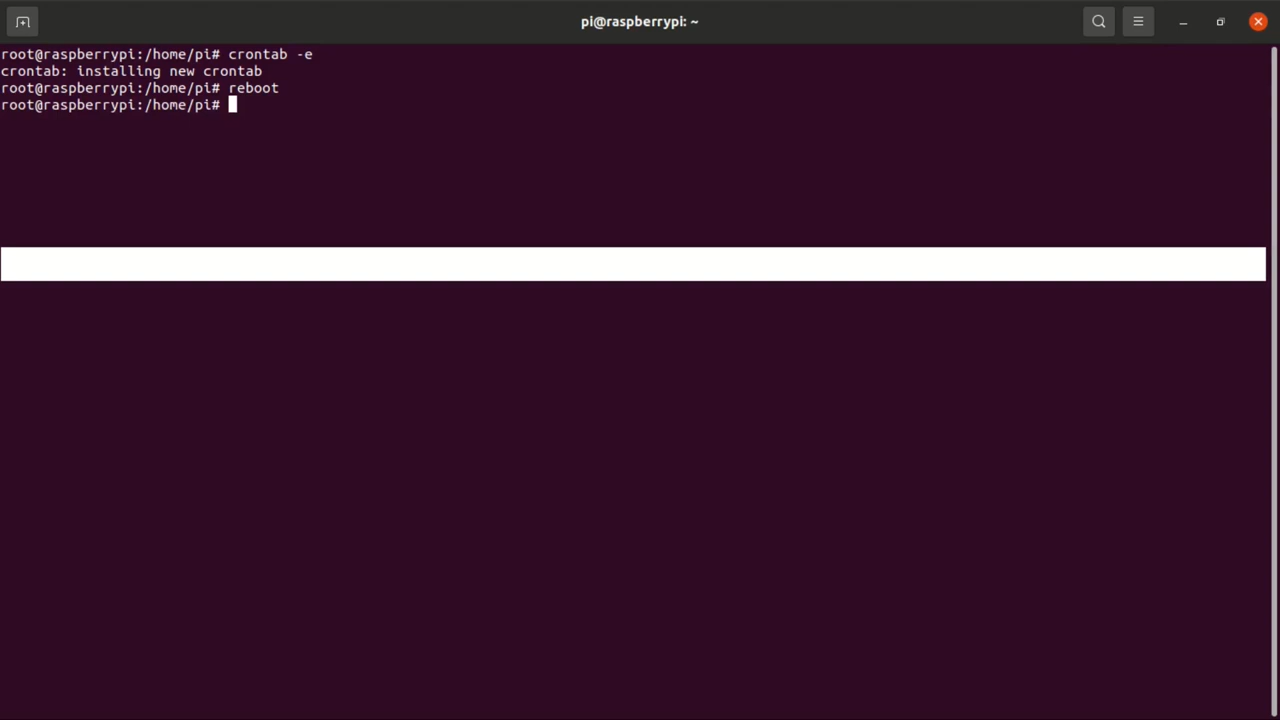 pi@raspberrypi: ~
root@raspberrypi:/home/pi# crontab -e
crontab: installing new crontab
root@raspberrypi:/home/pi# reboot
root@raspberrypi:/home/pi#